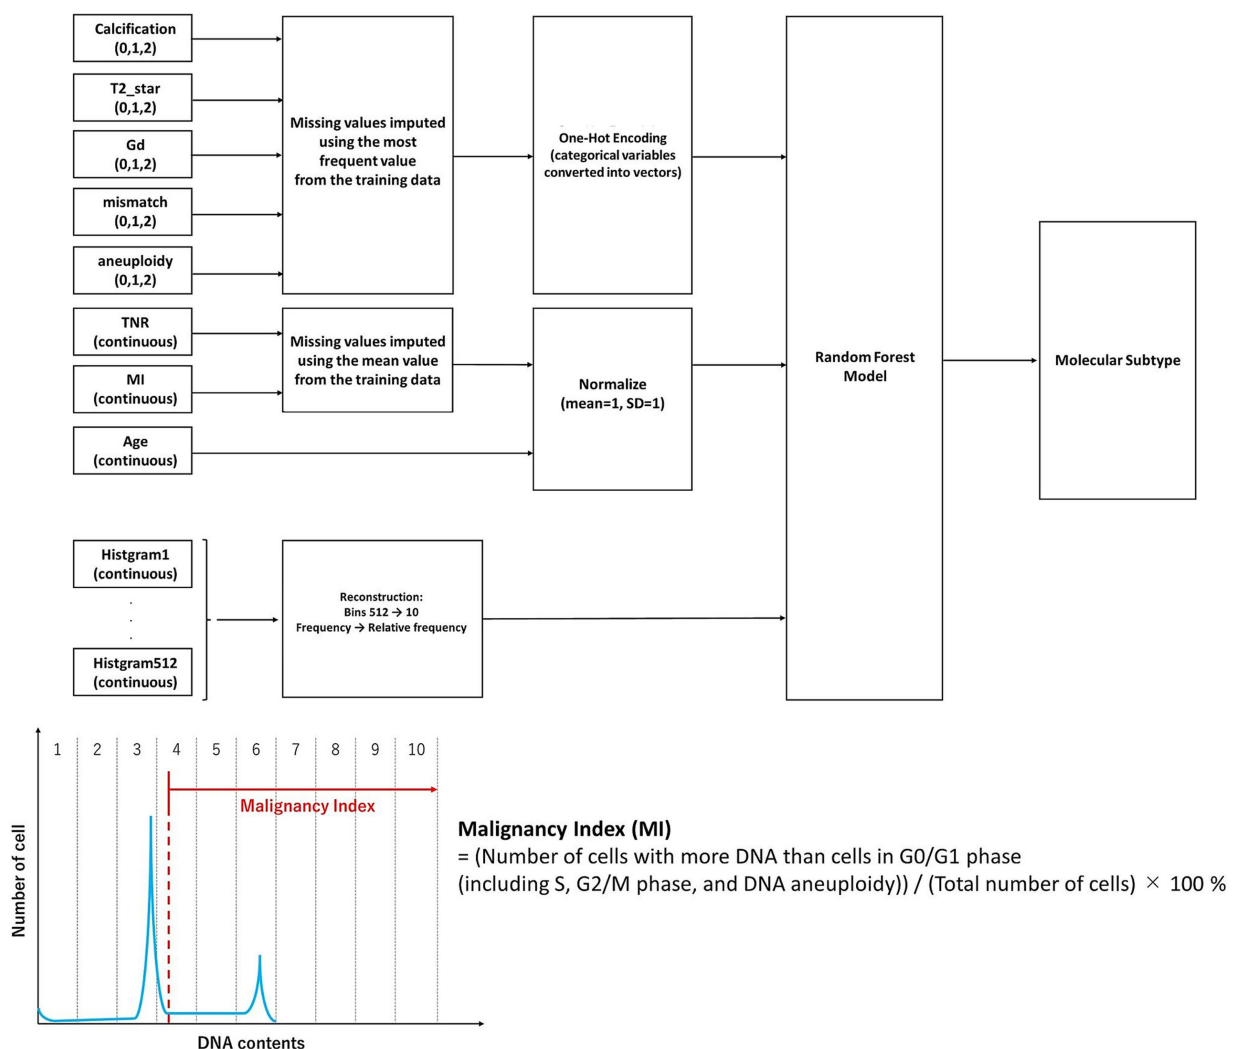 Calcification
(0,1,2)
T2_star
(0,1,2)
Gd
(0,1,2)
mismatch
(0,1,2)
aneuploidy
(0,1,2)
TNR
(continuous)
MI
(continuous)
Age
(continuous)
Histgram1
(continuous)
.
.
.
Histgram512
(continuous)
Missing values imputed
using the most
frequent value
from the training data
Missing values imputed
using the mean value
from the training data
Reconstruction:
Bins 512 → 10
Frequency → Relative frequency
One-Hot Encoding
(categorical variables
converted into vectors)
Normalize
(mean=1, SD=1)
Random Forest
Model
Molecular Subtype
1 2 3 4 5 6 7 8 9 10
Malignancy Index
Number of cell
DNA contents
Malignancy Index (MI)
= (Number of cells with more DNA than cells in G0/G1 phase
(including S, G2/M phase, and DNA aneuploidy)) / (Total number of cells) × 100 %